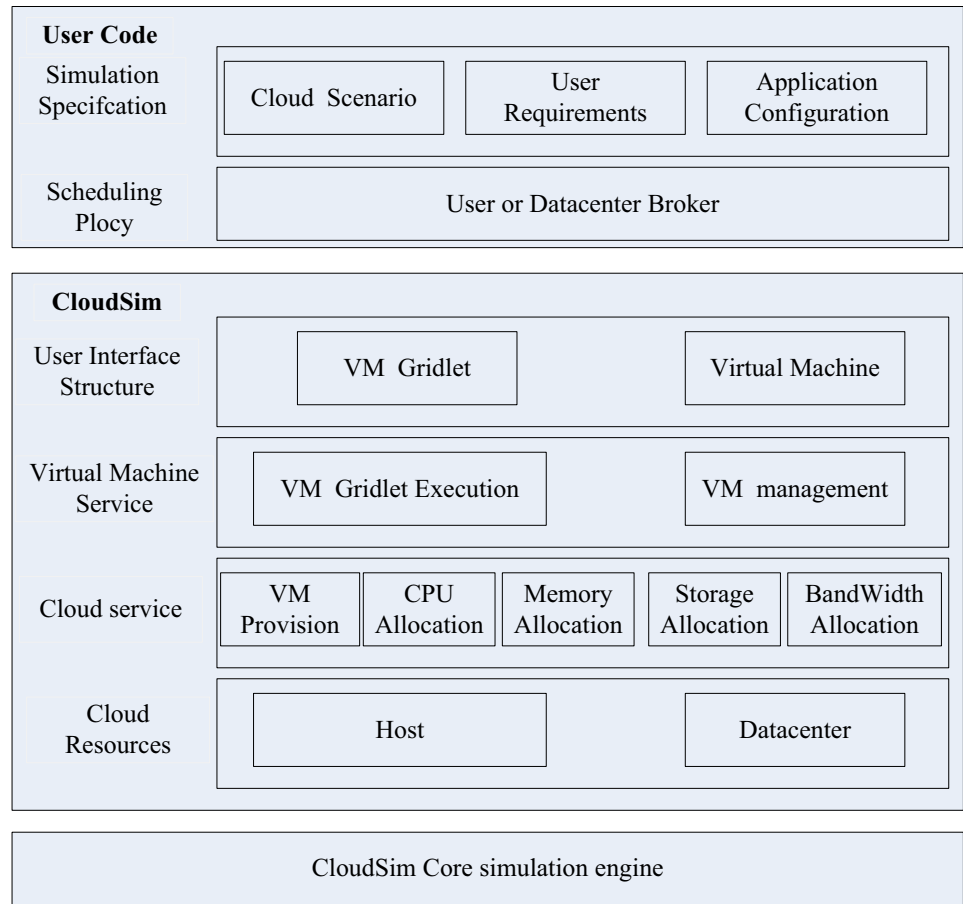 User Code
Simulation
Specifcation
Cloud Scenario
User
Requirements
Application
Configuration
Scheduling
Plocy
User or Datacenter Broker
CloudSim
User Interface
Structure
VM Gridlet
Virtual Machine
Virtual Machine
Service
VM Gridlet Execution
VM management
Cloud service
VM
Provision
CPU
Allocation
Memory
Allocation
Storage
Allocation
BandWidth
Allocation
Cloud
Resources
Host
Datacenter
CloudSim Core simulation engine